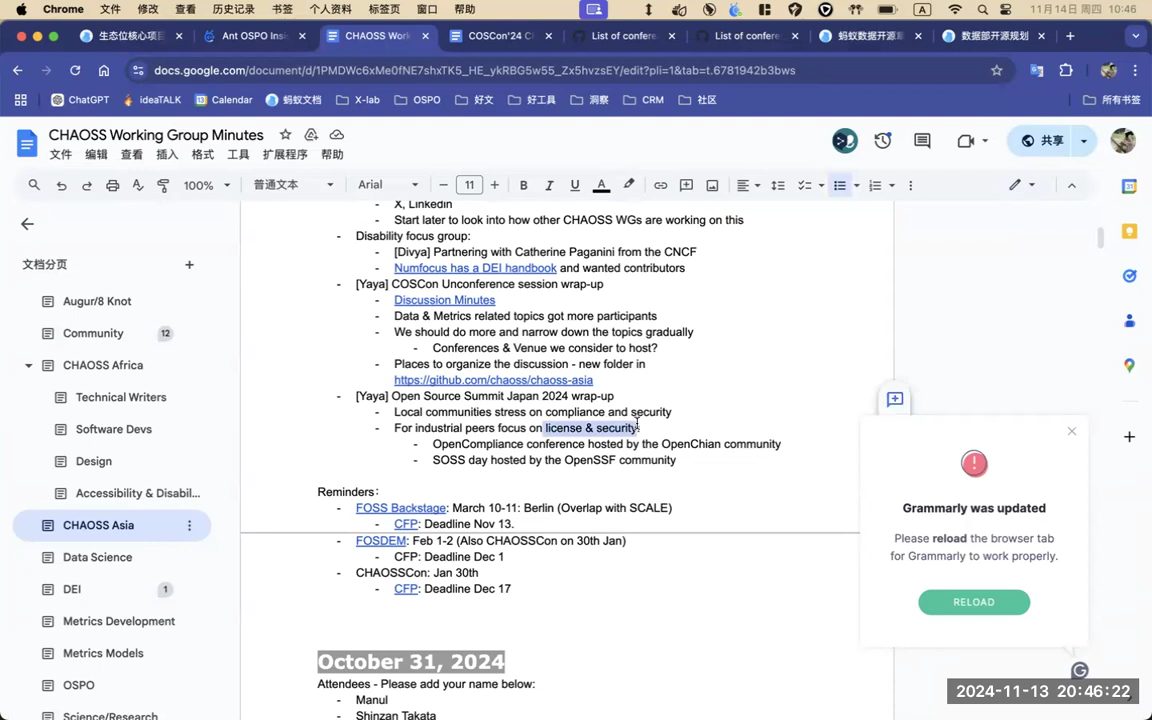 Chrome 文件 修改 查看 历史记录 书签 个人资料 标签页 窗口 帮助 A 11月14日 周四 10:46
生态位核心项目 Ant OSPO Insi CHAOSS Work COSCon'24 C List of confere List of confere 蚂蚁数据开源 数据部开源规划
docs.google.com/document/d/1PMDWc6xMe0fNE7shxTK5_HE_ykRBG5w55_Zx5hvzsEY/edit?pli=1&tab=t.6781942b3bws
ChatGPT ideaTALK Calendar 蚂蚁文档 X-lab OSPO 好文 好工具 洞察 CRM 社区 所有书签
CHAOSS Working Group Minutes
文件 编辑 查看 插入 格式 工具 扩展程序 帮助
共享
100% 普通文本 Arial 11
文档分页
Augur/8 Knot
Community 12
CHAOSS Africa
Technical Writers
Software Devs
Design
Accessibility & Disabil...
CHAOSS Asia
Data Science
DEI 1
Metrics Development
Metrics Models
OSPO
Science/Research
- X, LinkedIn
- Start later to look into how other CHAOSS WGs are working on this
- Disability focus group:
- [Divya] Partnering with Catherine Paganini from the CNCF
- Numfocus has a DEI handbook and wanted contributors
- [Yaya] COSCon Unconference session wrap-up
- Discussion Minutes
- Data & Metrics related topics got more participants
- We should do more and narrow down the topics gradually
- Conferences & Venue we consider to host?
- Places to organize the discussion - new folder in
https://github.com/chaoss/chaoss-asia
- [Yaya] Open Source Summit Japan 2024 wrap-up
- Local communities stress on compliance and security
- For industrial peers focus on license & security
- OpenCompliance conference hosted by the OpenChian community
- SOSS day hosted by the OpenSSF community
Reminders：
- FOSS Backstage: March 10-11: Berlin (Overlap with SCALE)
- CFP: Deadline Nov 13.
- FOSDEM: Feb 1-2 (Also CHAOSSCon on 30th Jan)
- CFP: Deadline Dec 1
- CHAOSSCon: Jan 30th
- CFP: Deadline Dec 17
October 31, 2024
Attendees - Please add your name below:
- Manul
- Shinzan Takata
Grammarly was updated
Please reload the browser tab
for Grammarly to work properly.
RELOAD
2024-11-13 20:46:22